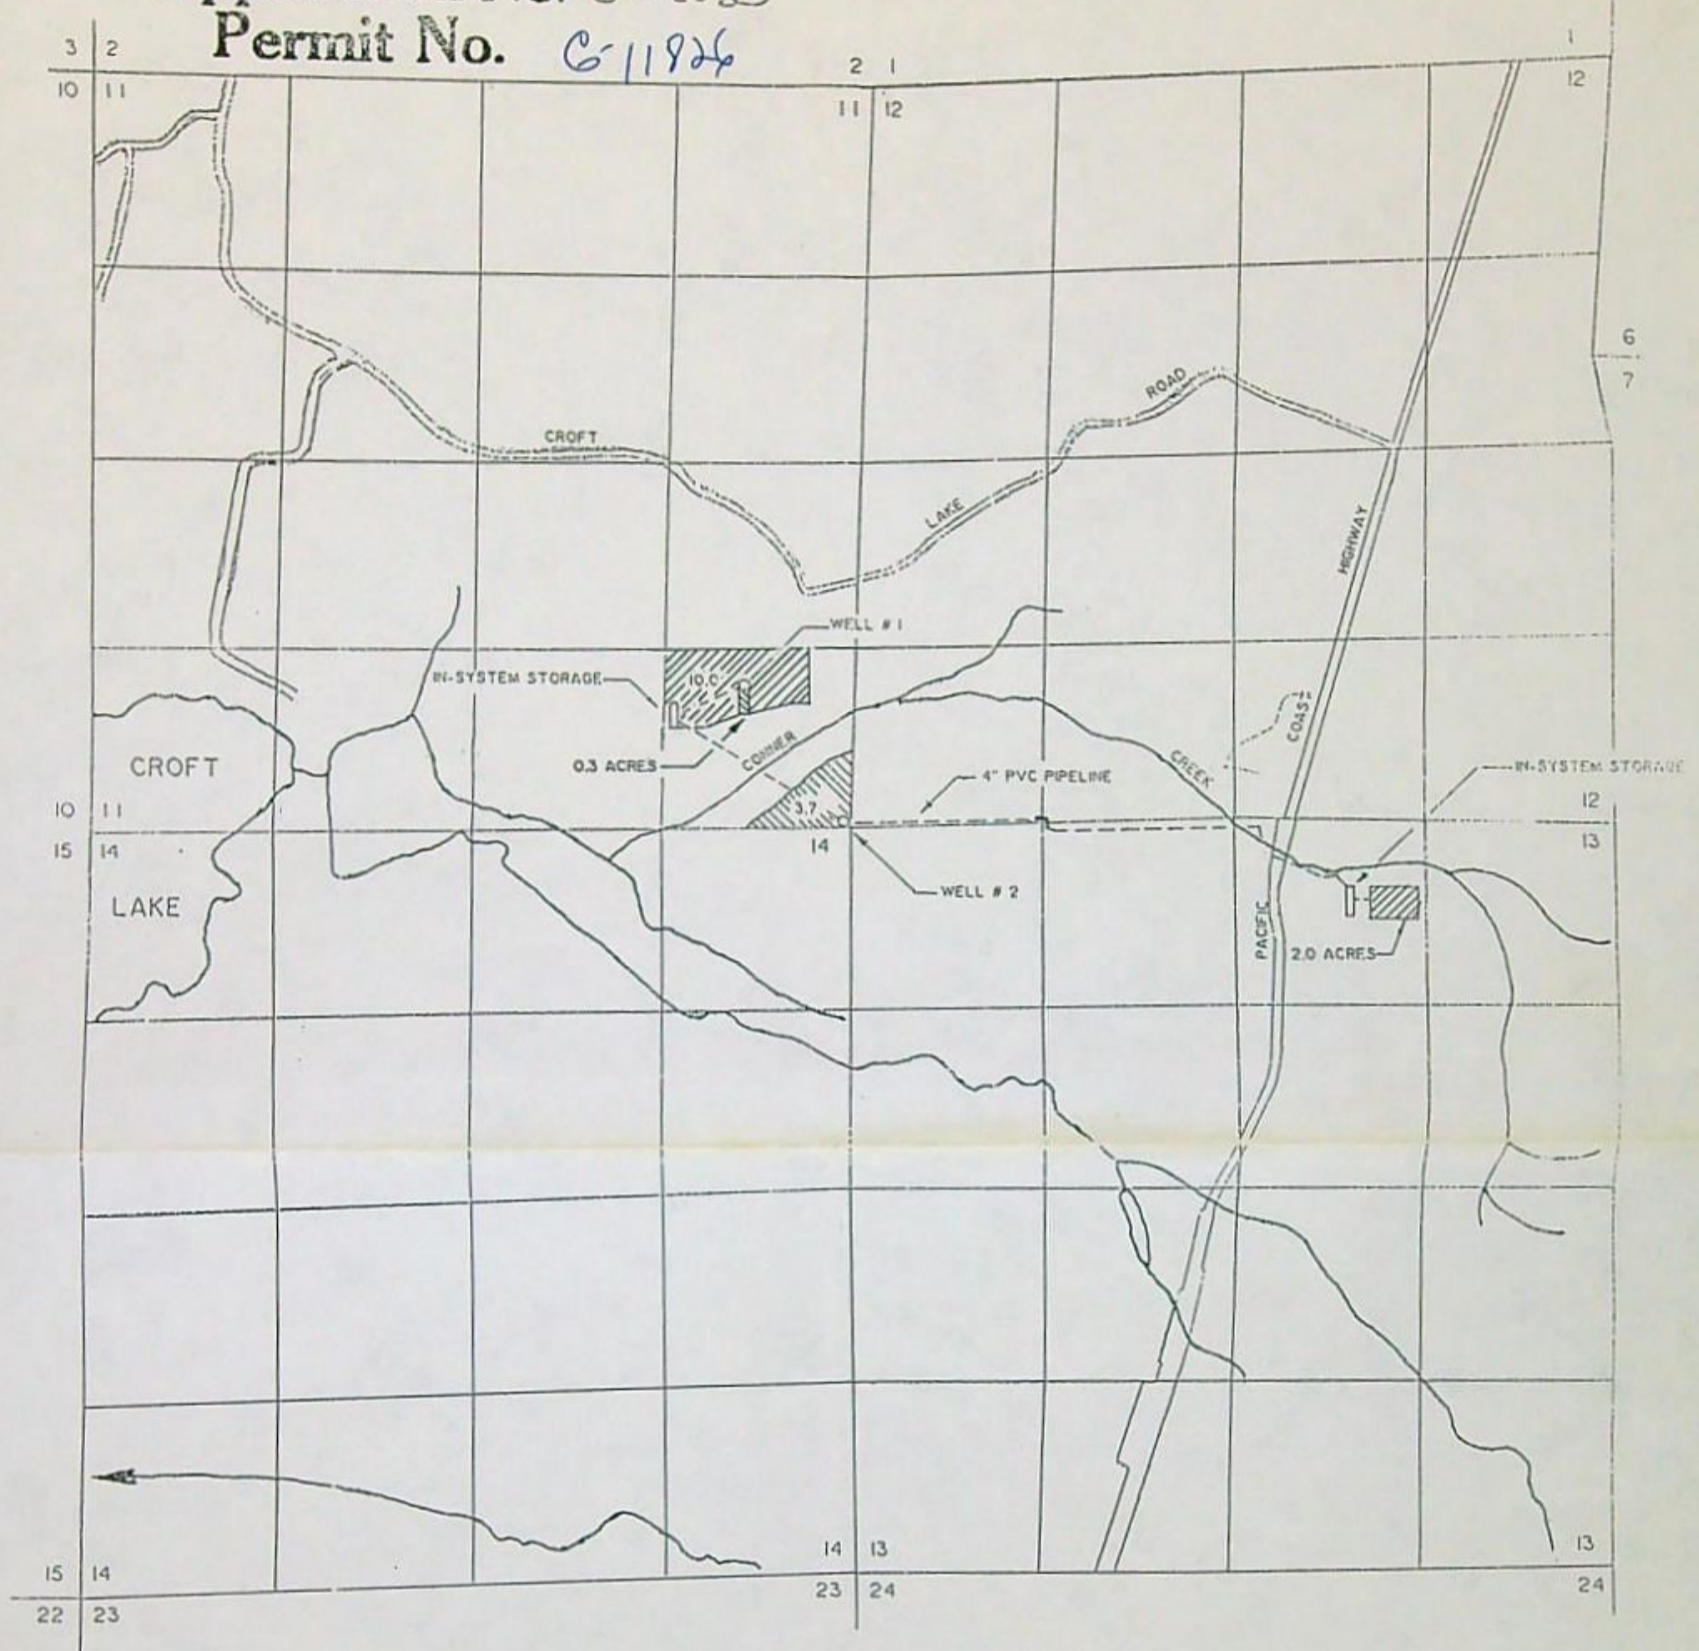 Permit No. G-11826
3 2
2 1
1
10 11
11 12
12
6
7
ROAD
CROFT
LAKE
HIGHWAY
WELL # 1
IN-SYSTEM STORAGE
10.0
COAST
0.3 ACRES
CONNER
CREEK
CROFT
4" PVC PIPELINE
IN-SYSTEM STORAGE
3.7
10 11
12
15 14
14
13
WELL # 2
LAKE
PACIFIC
2.0 ACRES
14 13
13
15 14
23 24
24
22 23